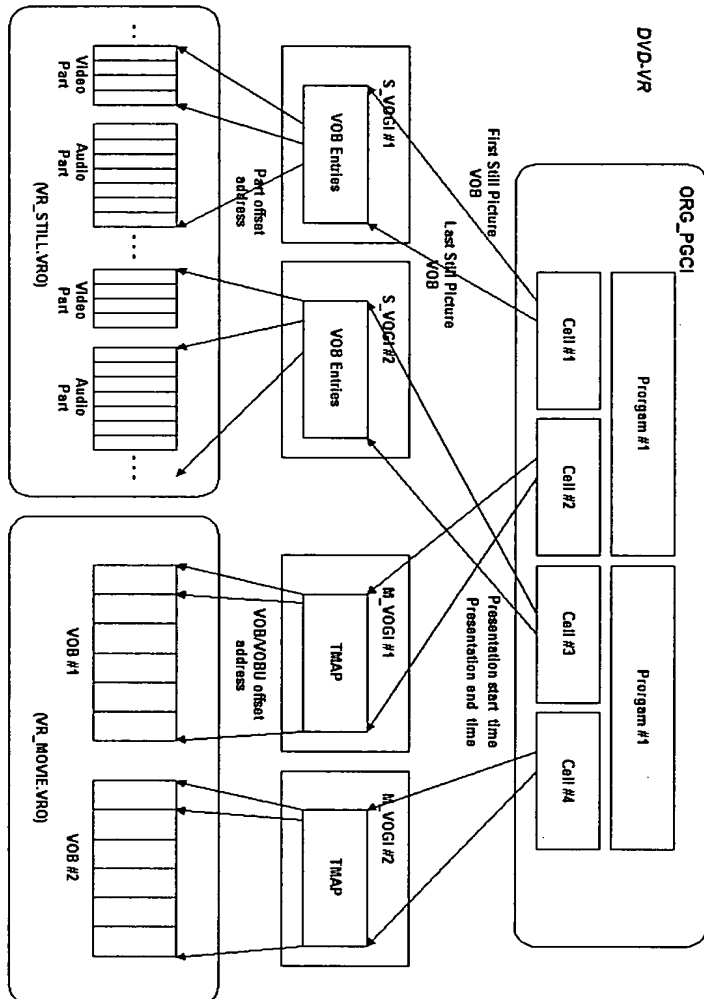 DVD-VR
ORG_PGCI
Prorgam #1
Prorgam #1
Cell #1
Cell #2
Cell #3
Cell #4
First Still Picture
VOB
Last Still Picture
VOB
Presentation start time
Presentation end time
S_VOGI #1
VOB Entries
S_VOGI #2
VOB Entries
M_VOGI #1
TMAP
M_VOGI #2
TMAP
Part offset
address
VOB/VOBU offset
address
...
Video
Part
Audio
Part
...
Video
Part
Audio
Part
...
(VR_STILL.VRO)
VOB #1
VOB #2
(VR_MOVIE.VRO)